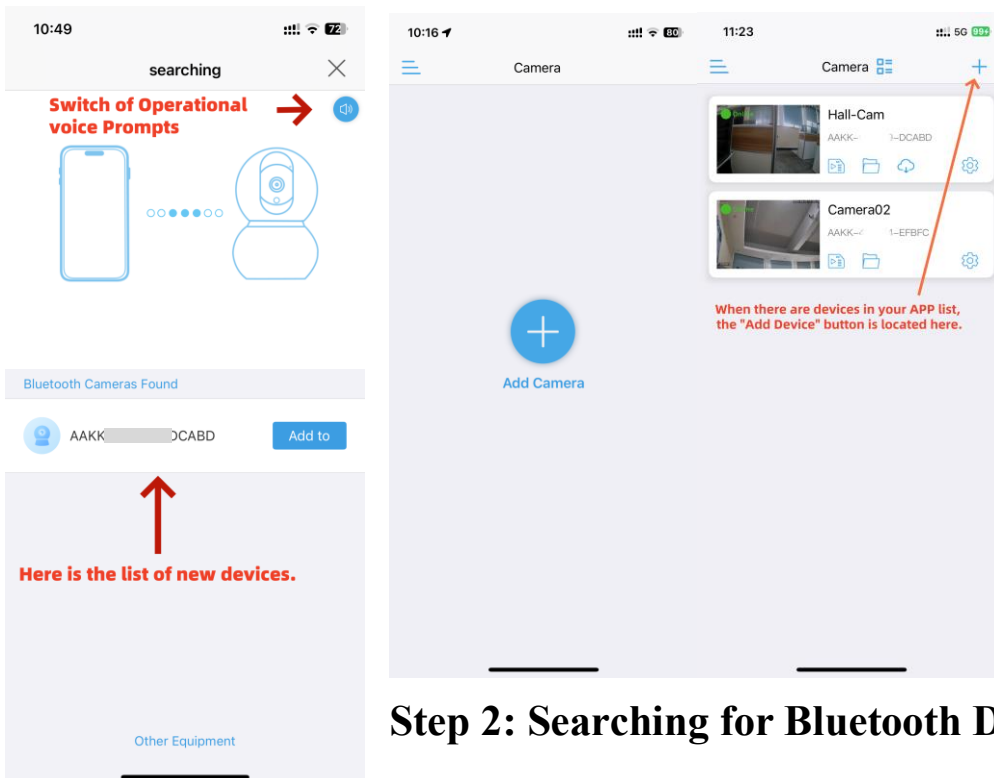 10:49
72
searching
Switch of Operational
voice Prompts
Bluetooth Cameras Found
AAKK
DCABD
Add to
Here is the list of new devices.
Other Equipment
10:16
80
Camera
Add Camera
11:23
5G 99+
Camera
Online
Hall-Cam
AAKK-
-DCABD
Online
Camera02
AAKK-
1-EFBFC
When there are devices in your APP list,
the "Add Device" button is located here.
Step 2: Searching for Bluetooth D